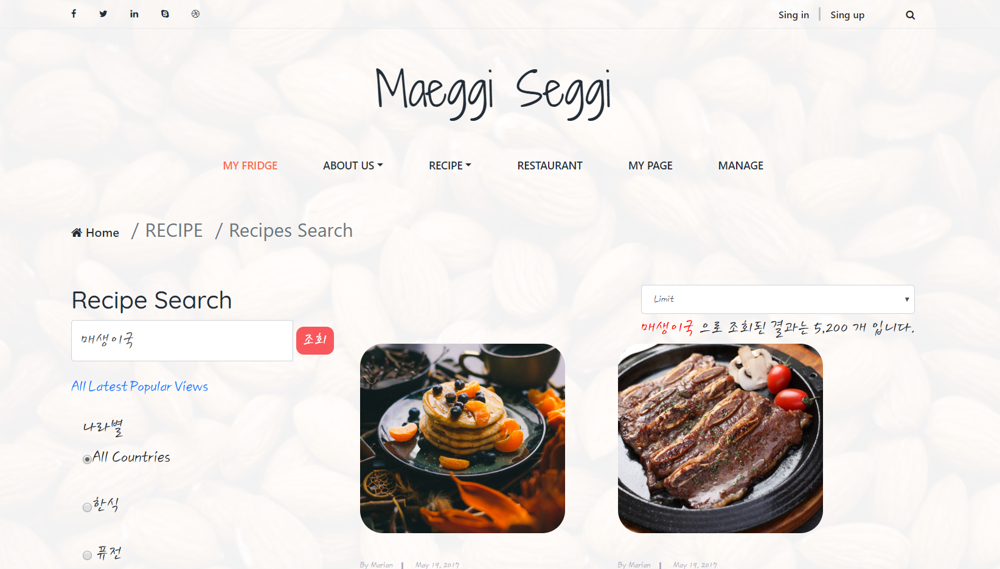 Sing in
Sing up
Maeggi Seggi
MY FRIDGE
ABOUT US
RECIPE
RESTAURANT
MY PAGE
MANAGE
Home / RECIPE / Recipes Search
Recipe Search
Limit
매생이국 으로 조회된 결과는 5,200 개 입니다.
매생이국
조회
All Latest Popular Views
나라별
All Countries
한식
퓨전
By Marian
May 19, 2017
By Marian
May 19, 2017